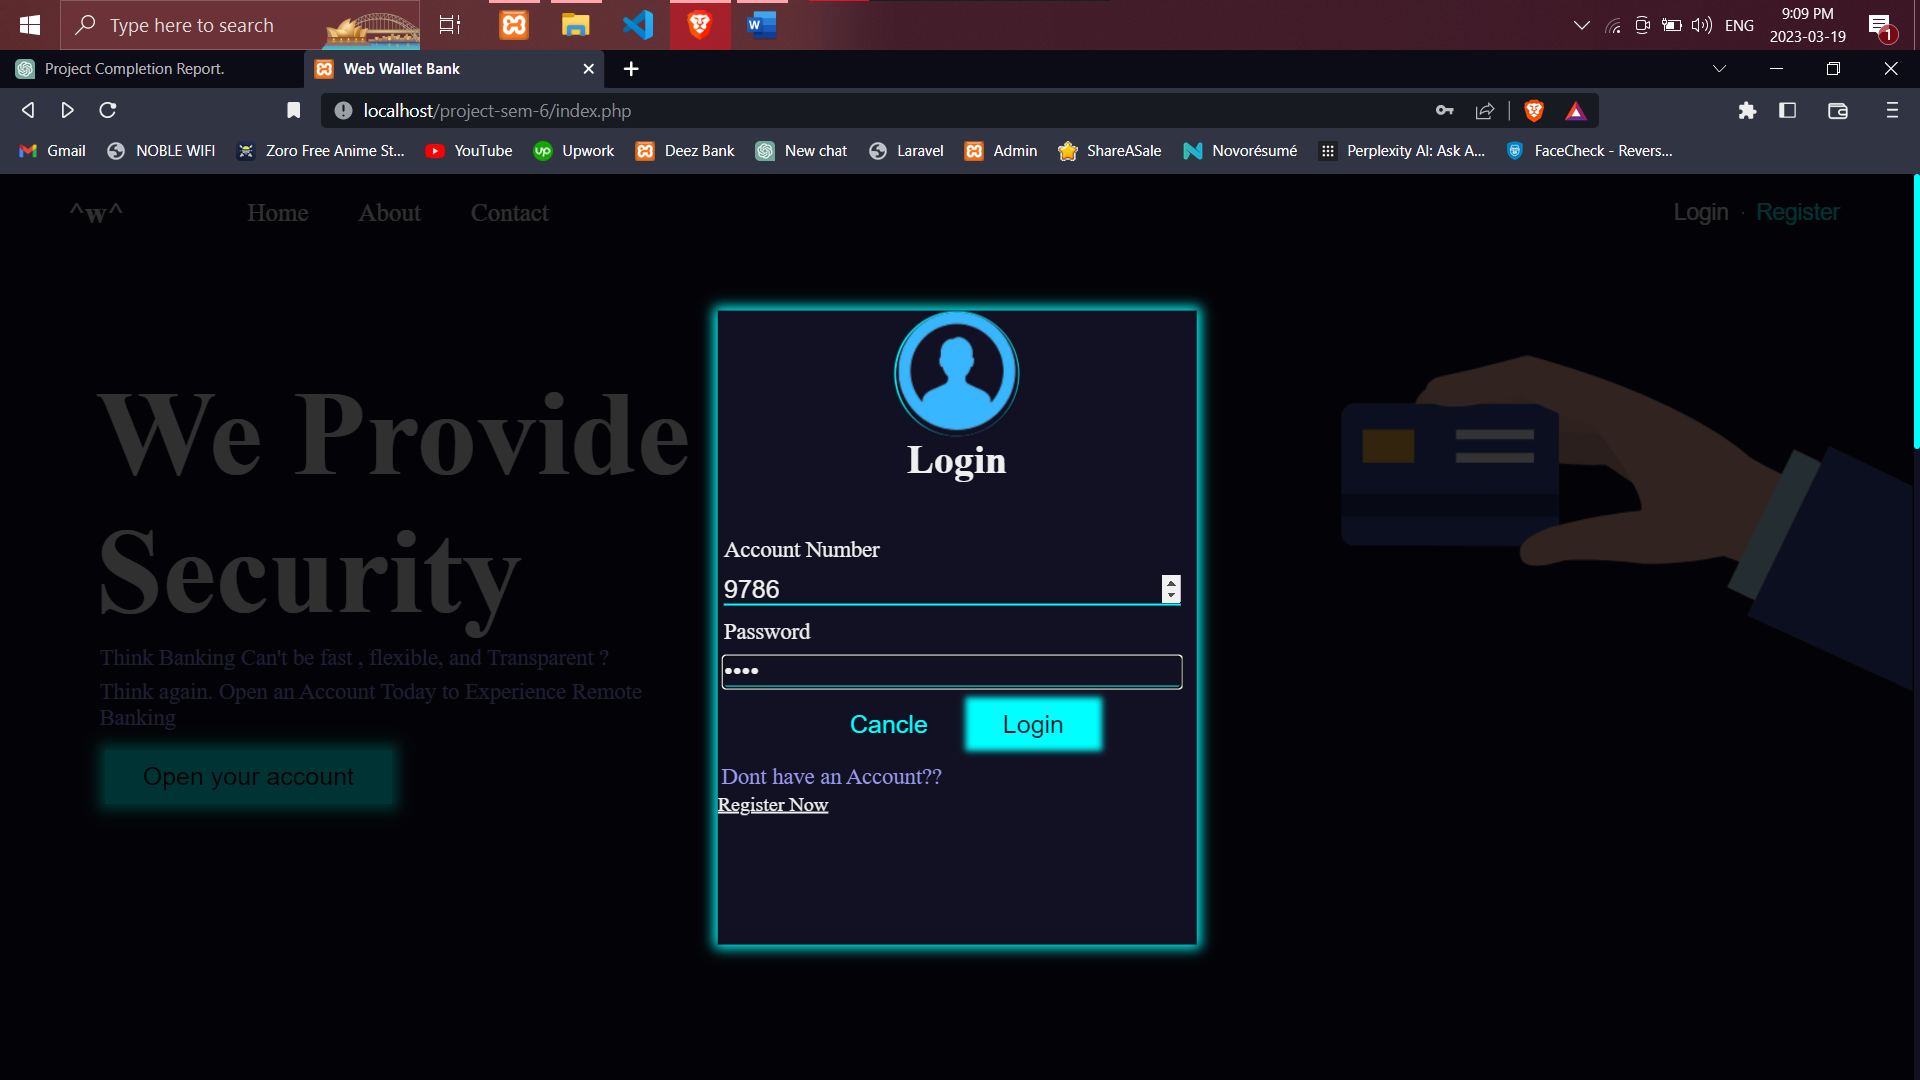 Type here to search
W
ENG
9:09 PM
2023-03-19
1
Project Completion Report.
Web Wallet Bank
localhost/project-sem-6/index.php
Gmail
NOBLE WIFI
Zoro Free Anime St...
YouTube
up
Upwork
Deez Bank
New chat
Laravel
Admin
ShareASale
Novorésumé
Perplexity AI: Ask A...
FaceCheck - Revers...
^w^
Home
About
Contact
Login · Register
We Provide
Security
Think Banking Can't be fast , flexible, and Transparent ?
Think again. Open an Account Today to Experience Remote
Banking
Open your account
Login
Account Number
9786
Password
••••
Cancle
Login
Dont have an Account??
Register Now